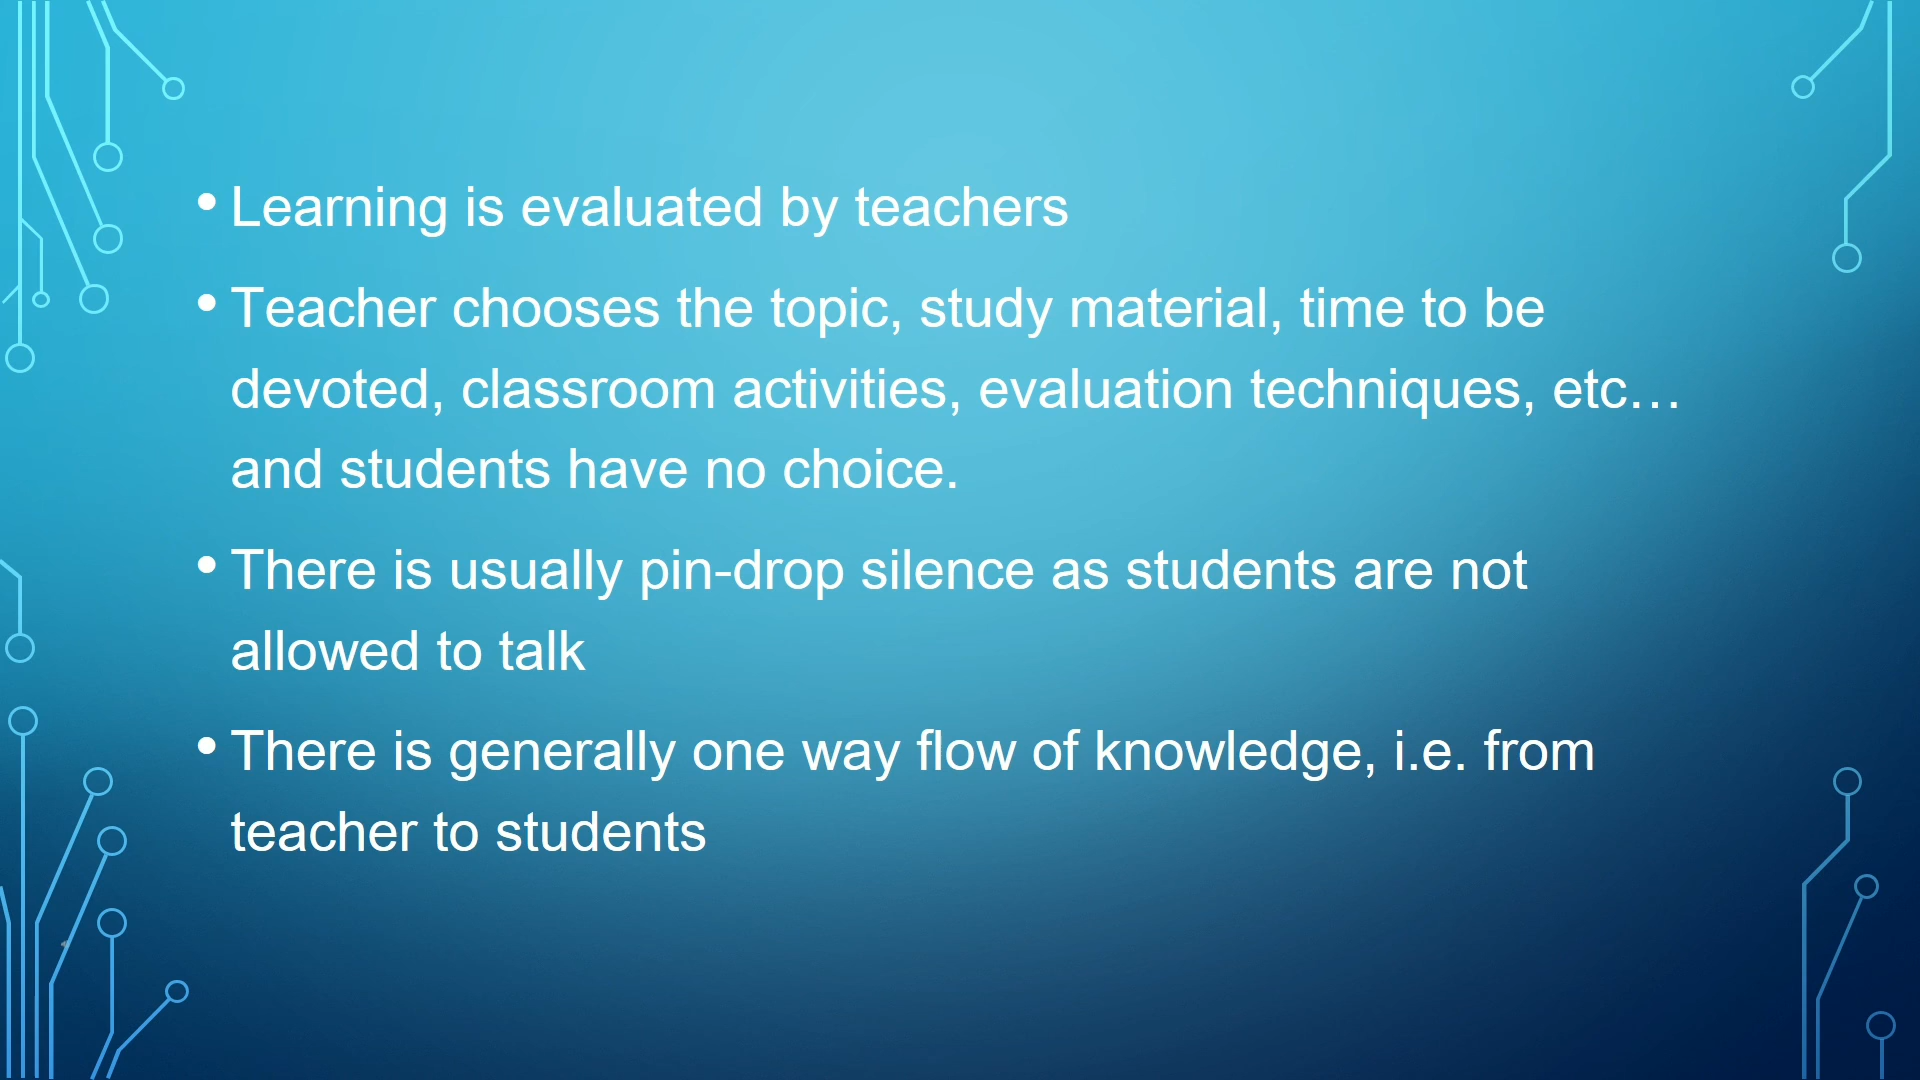 • Learning is evaluated by teachers
• Teacher chooses the topic, study material, time to be
devoted, classroom activities, evaluation techniques, etc…
and students have no choice.
• There is usually pin-drop silence as students are not
allowed to talk
• There is generally one way flow of knowledge, i.e. from
teacher to students